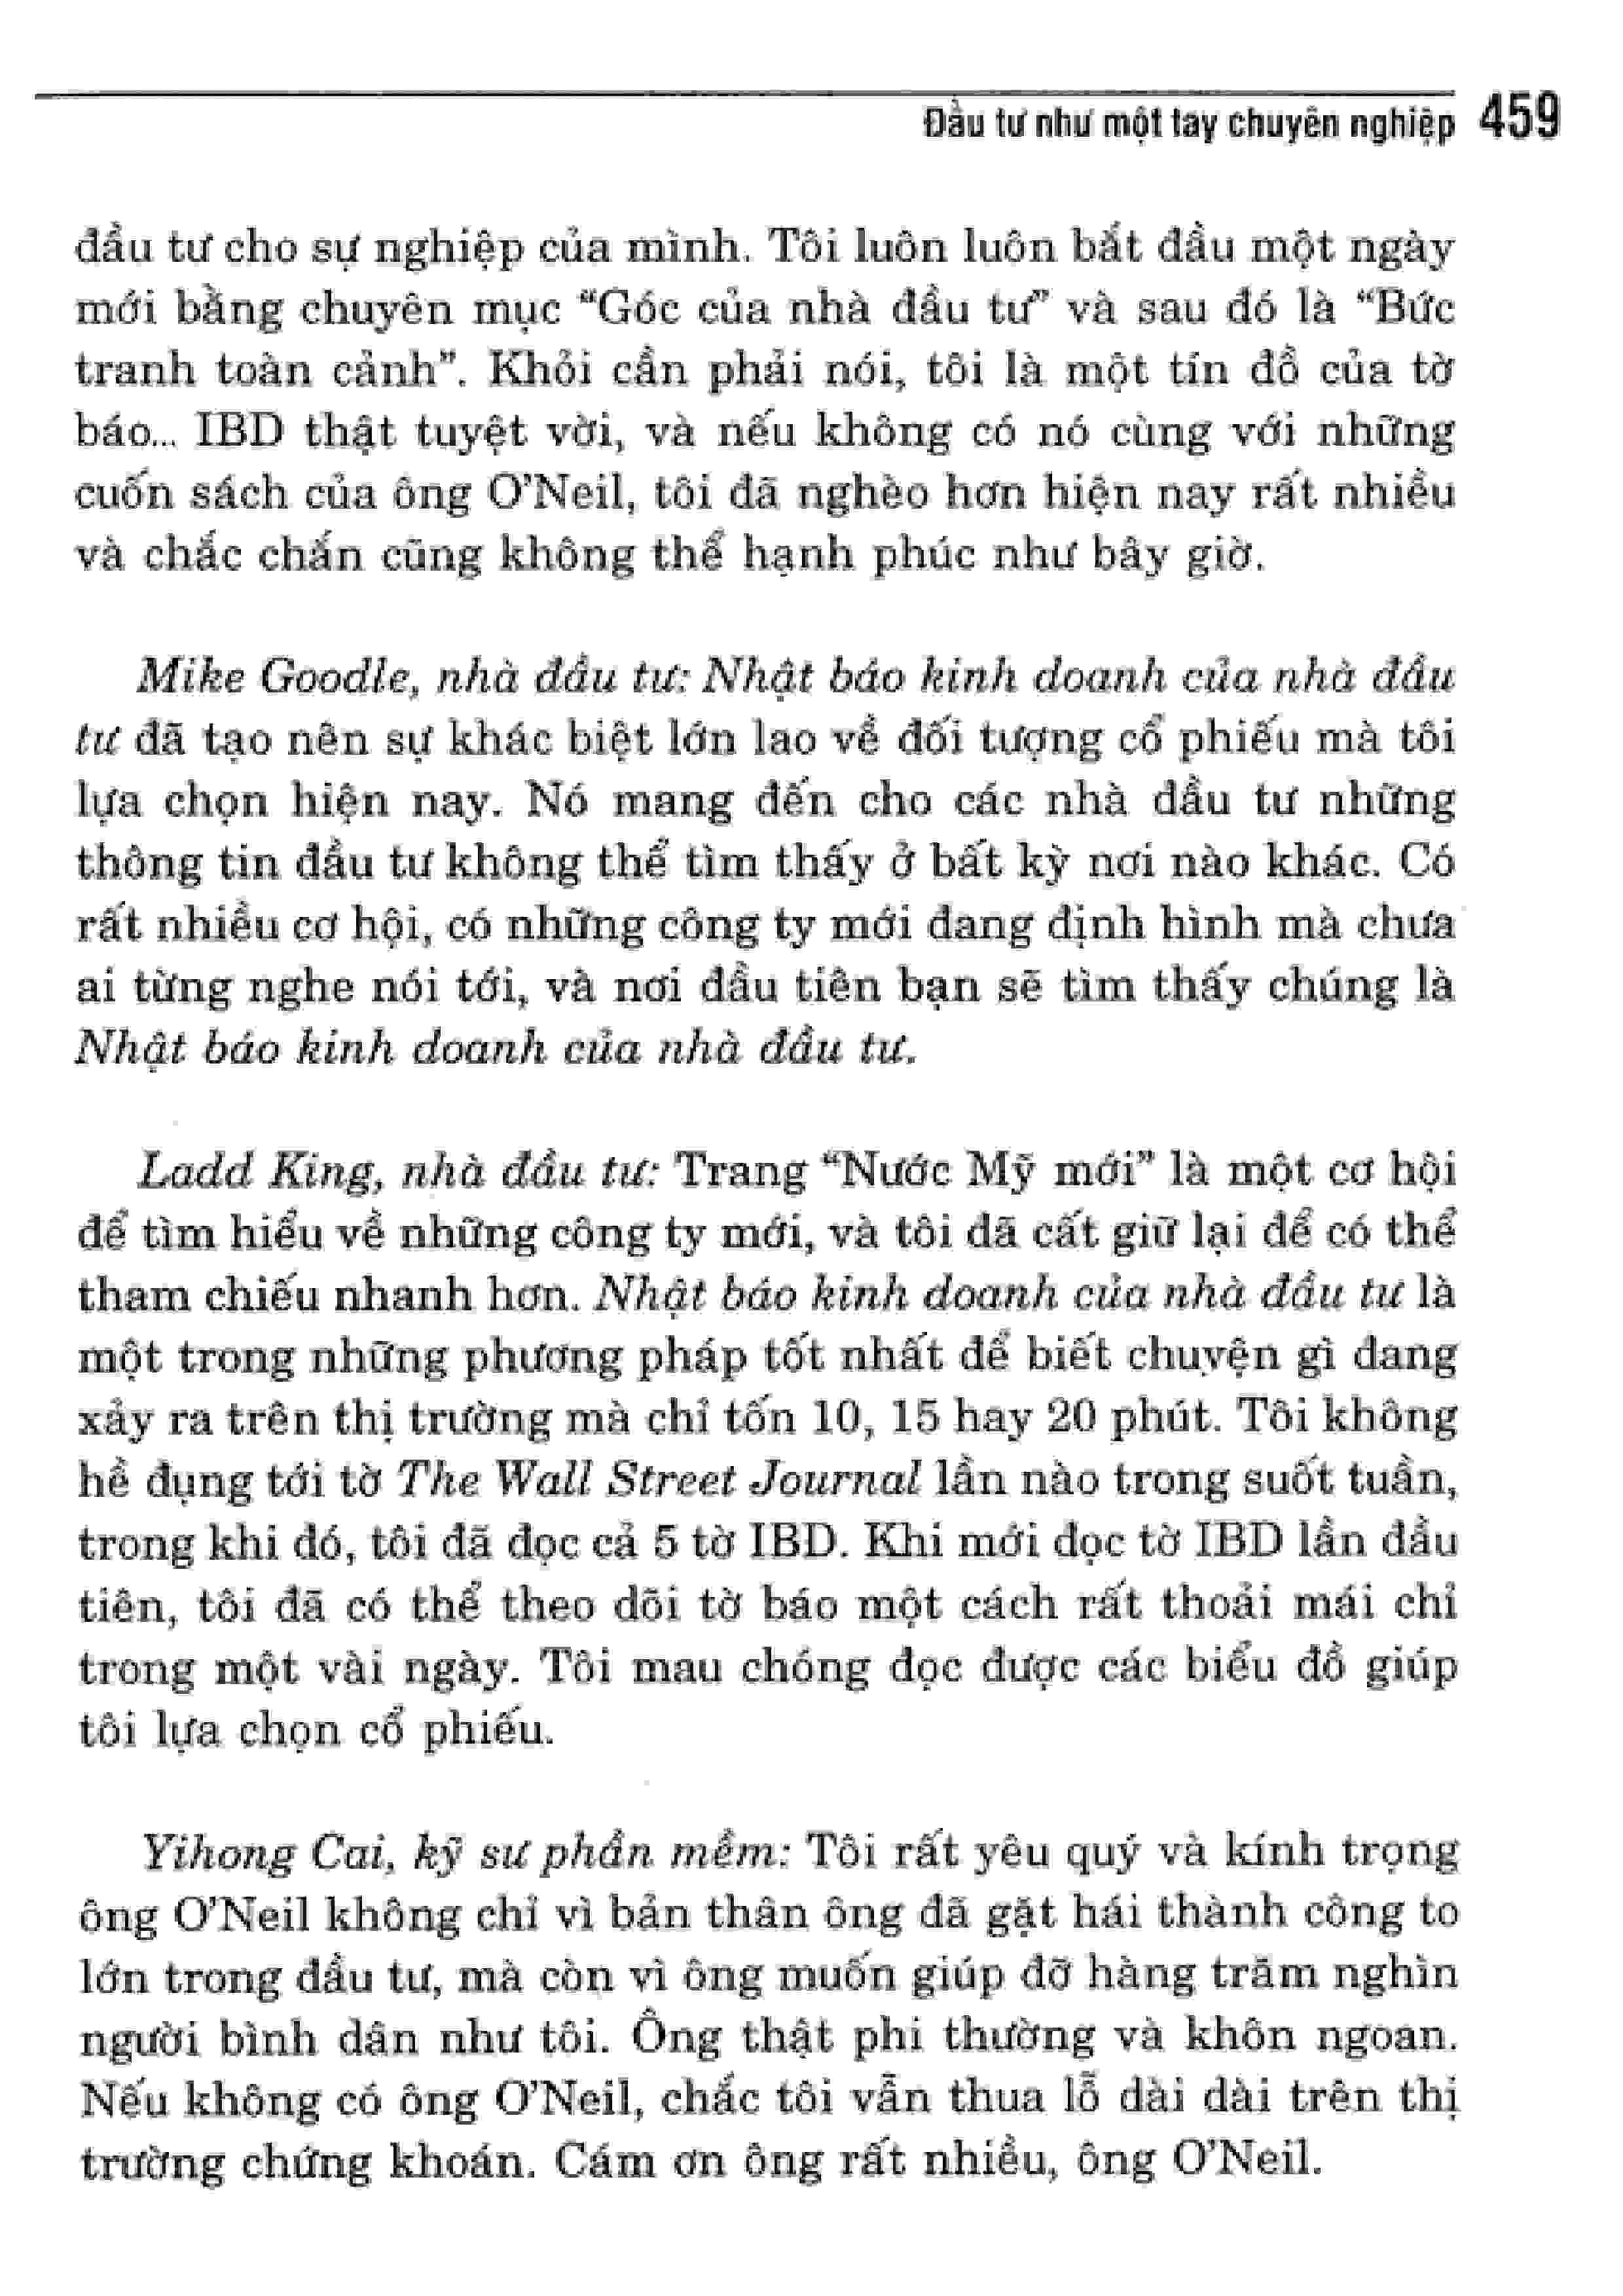 Đầu tư như một tay chuyên nghiệp 459
đầu tư cho sự nghiệp của mình. Tôi luôn luôn bắt đầu một ngày
mới bằng chuyên mục “Góc của nhà đầu tư” và sau đó là “Bức
tranh toàn cảnh”. Khỏi cần phải nói, tôi là một tín đồ của tờ
báo... IBD thật tuyệt vời, và nếu không có nó cùng với những
cuốn sách của ông O’Neil, tôi đã nghèo hơn hiện nay rất nhiều
và chắc chắn cũng không thể hạnh phúc như bây giờ.
Mike Goodle, nhà đầu tư: Nhật báo kinh doanh của nhà đầu
tư đã tạo nên sự khác biệt lớn lao về đối tượng cổ phiếu mà tôi
lựa chọn hiện nay. Nó mang đến cho các nhà đầu tư những
thông tin đầu tư không thể tìm thấy ở bất kỳ nơi nào khác. Có
rất nhiều cơ hội, có những công ty mới đang định hình mà chưa
ai từng nghe nói tới, và nơi đầu tiên bạn sẽ tìm thấy chúng là
Nhật báo kinh doanh của nhà đầu tư.
Ladd King, nhà đầu tư: Trang “Nước Mỹ mới” là một cơ hội
để tìm hiểu về những công ty mới, và tôi đã cất giữ lại để có thể
tham chiếu nhanh hơn. Nhật báo kinh doanh của nhà đầu tư là
một trong những phương pháp tốt nhất để biết chuyện gì đang
xảy ra trên thị trường mà chỉ tốn 10, 15 hay 20 phút. Tôi không
hề đụng tới tờ The Wall Street Journal lần nào trong suốt tuần,
trong khi đó, tôi đã đọc cả 5 tờ IBD. Khi mới đọc tờ IBD lần đầu
tiên, tôi đã có thể theo dõi tờ báo một cách rất thoải mái chỉ
trong một vài ngày. Tôi mau chóng đọc được các biểu đồ giúp
tôi lựa chọn cổ phiếu.
Yihong Cai, kỹ sư phần mềm: Tôi rất yêu quý và kính trọng
ông O’Neil không chỉ vì bản thân ông đã gặt hái thành công to
lớn trong đầu tư, mà còn vì ông muốn giúp đỡ hàng trăm nghìn
người bình dân như tôi. Ông thật phi thường và khôn ngoan.
Nếu không có ông O’Neil, chắc tôi vẫn thua lỗ dài dài trên thị
trường chứng khoán. Cám ơn ông rất nhiều, ông O’Neil.